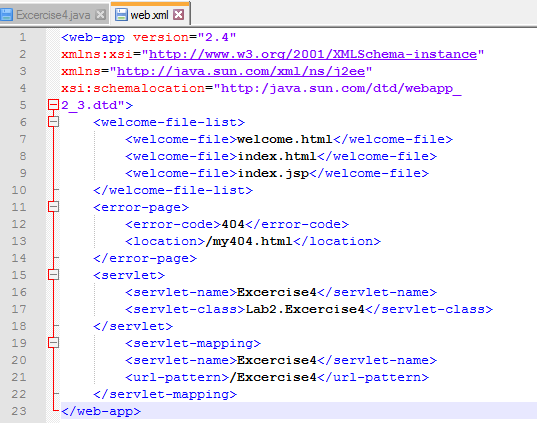 Excercise4.java web.xml
1 <web-app version="2.4"
2 xmlns:xsi="http://www.w3.org/2001/XMLSchema-instance"
3 xmlns="http://java.sun.com/xml/ns/j2ee"
4 xsi:schemalocation="http:/java.sun.com/dtd/webapp_
5 2_3.dtd">
6 <welcome-file-list>
7 <welcome-file>welcome.html</welcome-file>
8 <welcome-file>index.html</welcome-file>
9 <welcome-file>index.jsp</welcome-file>
10 </welcome-file-list>
11 <error-page>
12 <error-code>404</error-code>
13 <location>/my404.html</location>
14 </error-page>
15 <servlet>
16 <servlet-name>Excercise4</servlet-name>
17 <servlet-class>Lab2.Excercise4</servlet-class>
18 </servlet>
19 <servlet-mapping>
20 <servlet-name>Excercise4</servlet-name>
21 <url-pattern>/Excercise4</url-pattern>
22 </servlet-mapping>
23 </web-app>